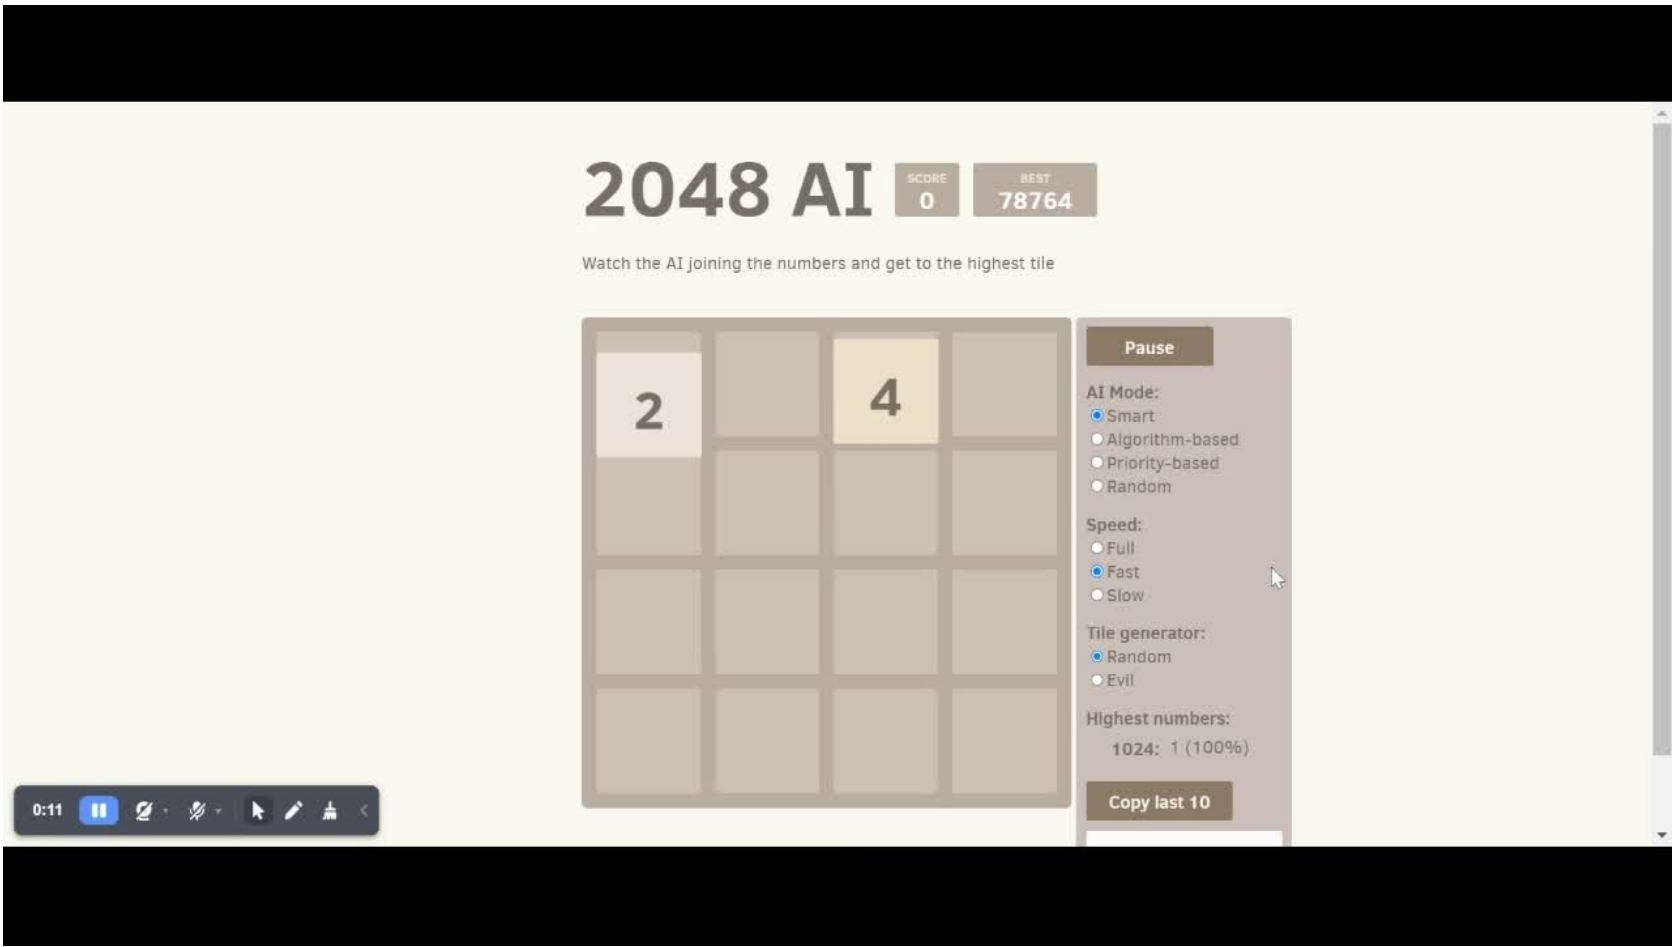 2048 AI
SCORE
0
BEST
78764
Watch the AI joining the numbers and get to the highest tile
2
4
Pause
AI Mode:
Smart
Algorithm-based
Priority-based
Random
Speed:
Full
Fast
Slow
Tile generator:
Random
Evil
Highest numbers:
1024: 1 (100%)
Copy last 10
0:11